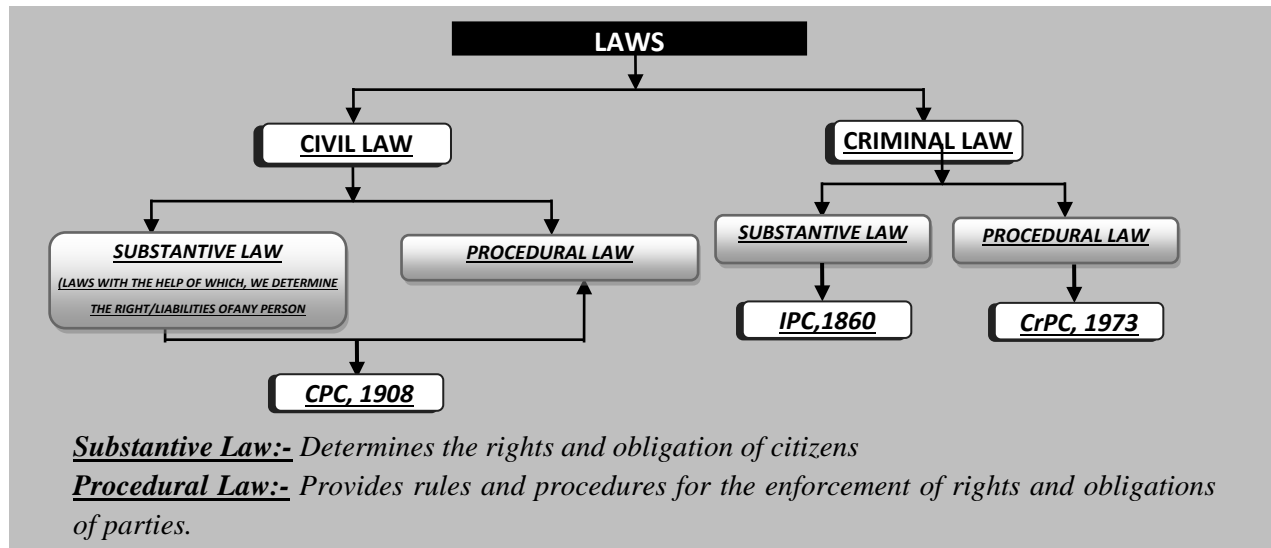 LAWS
CIVIL LAW
CRIMINAL LAW
SUBSTANTIVE LAW
(LAWS WITH THE HELP OF WHICH, WE DETERMINE
THE RIGHT/LIABILITIES OFANY PERSON
PROCEDURAL LAW
SUBSTANTIVE LAW
PROCEDURAL LAW
IPC,1860
CrPC, 1973
CPC, 1908
Substantive Law:- Determines the rights and obligation of citizens
Procedural Law:- Provides rules and procedures for the enforcement of rights and obligations
of parties.